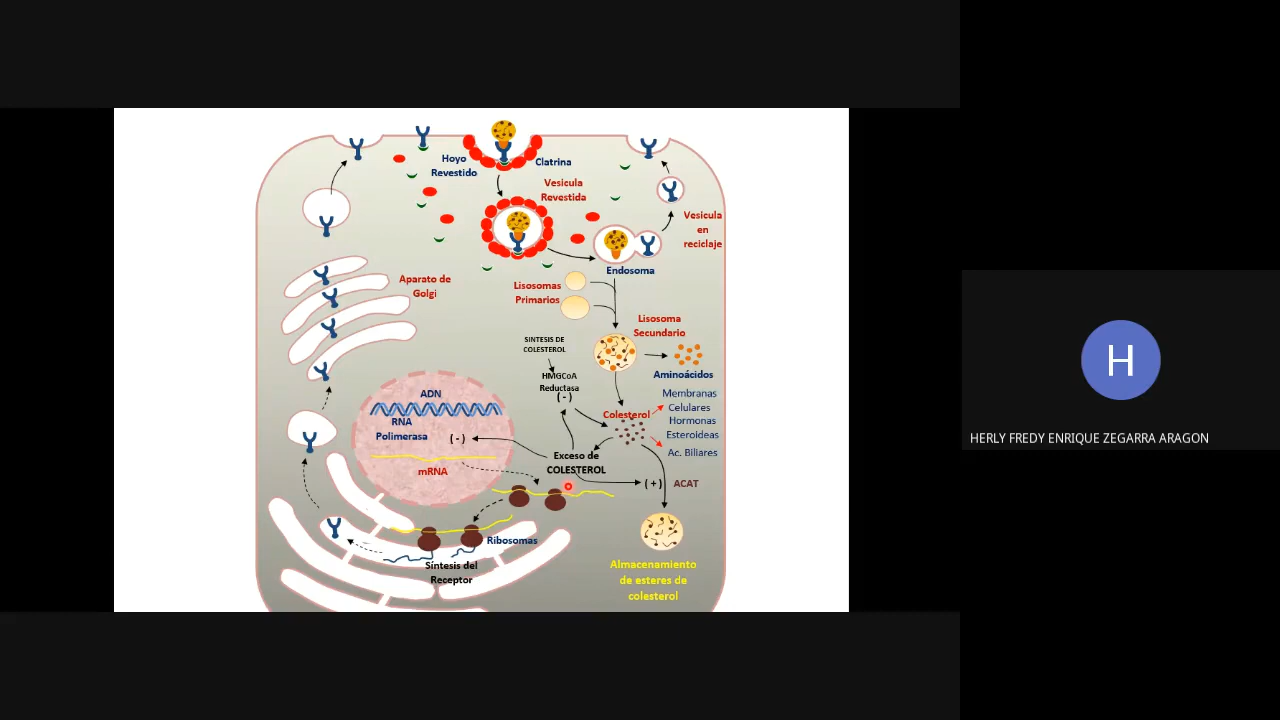 Hoyo
Revestido
Clatrina
Vesicula
Revestida
Vesicula
en
reciclaje
Endosoma
Aparato de
Golgi
Lisosomas
Primarios
Lisosoma
Secundario
SINTESIS DE
COLESTEROL
HMGCoA
Reductasa
(-)
Aminoácidos
Membranas
Celulares
Hormonas
Esteroideas
Ac. Biliares
Colesterol
ADN
RNA
Polimerasa
(-)
mRNA
Exceso de
COLESTEROL
(+)
ACAT
Ribosomas
Síntesis del
Receptor
Almacenamiento
de esteres de
colesterol
H
HERLY FREDY ENRIQUE ZEGARRA ARAGON